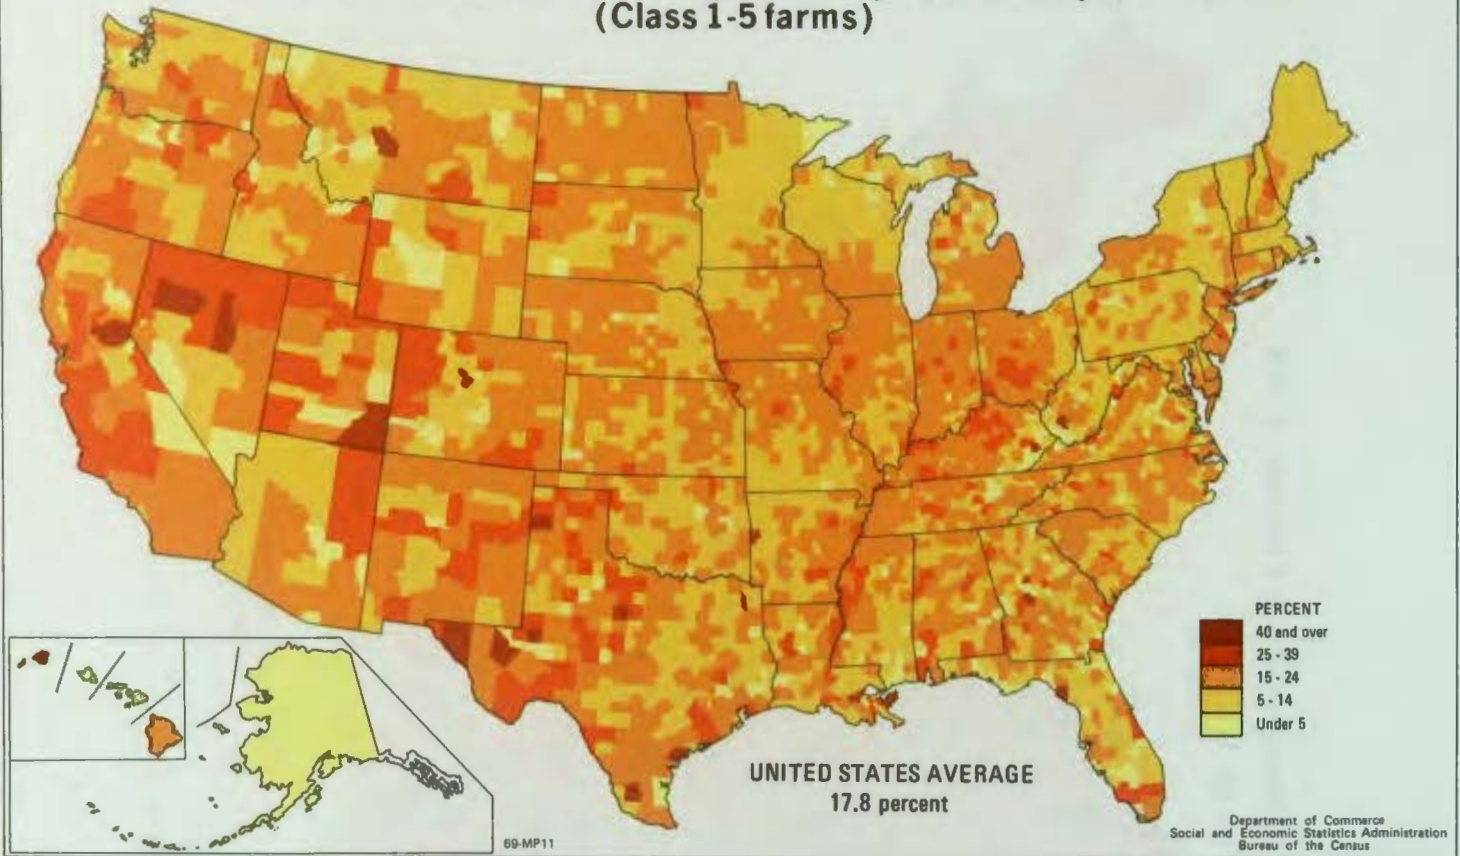 (Class 1-5 farms)
PERCENT
40 and over
25 - 39
15 - 24
5 - 14
Under 5
UNITED STATES AVERAGE
17.8 percent
69-MP11
Department of Commerce
Social and Economic Statistics Administration
Bureau of the Census